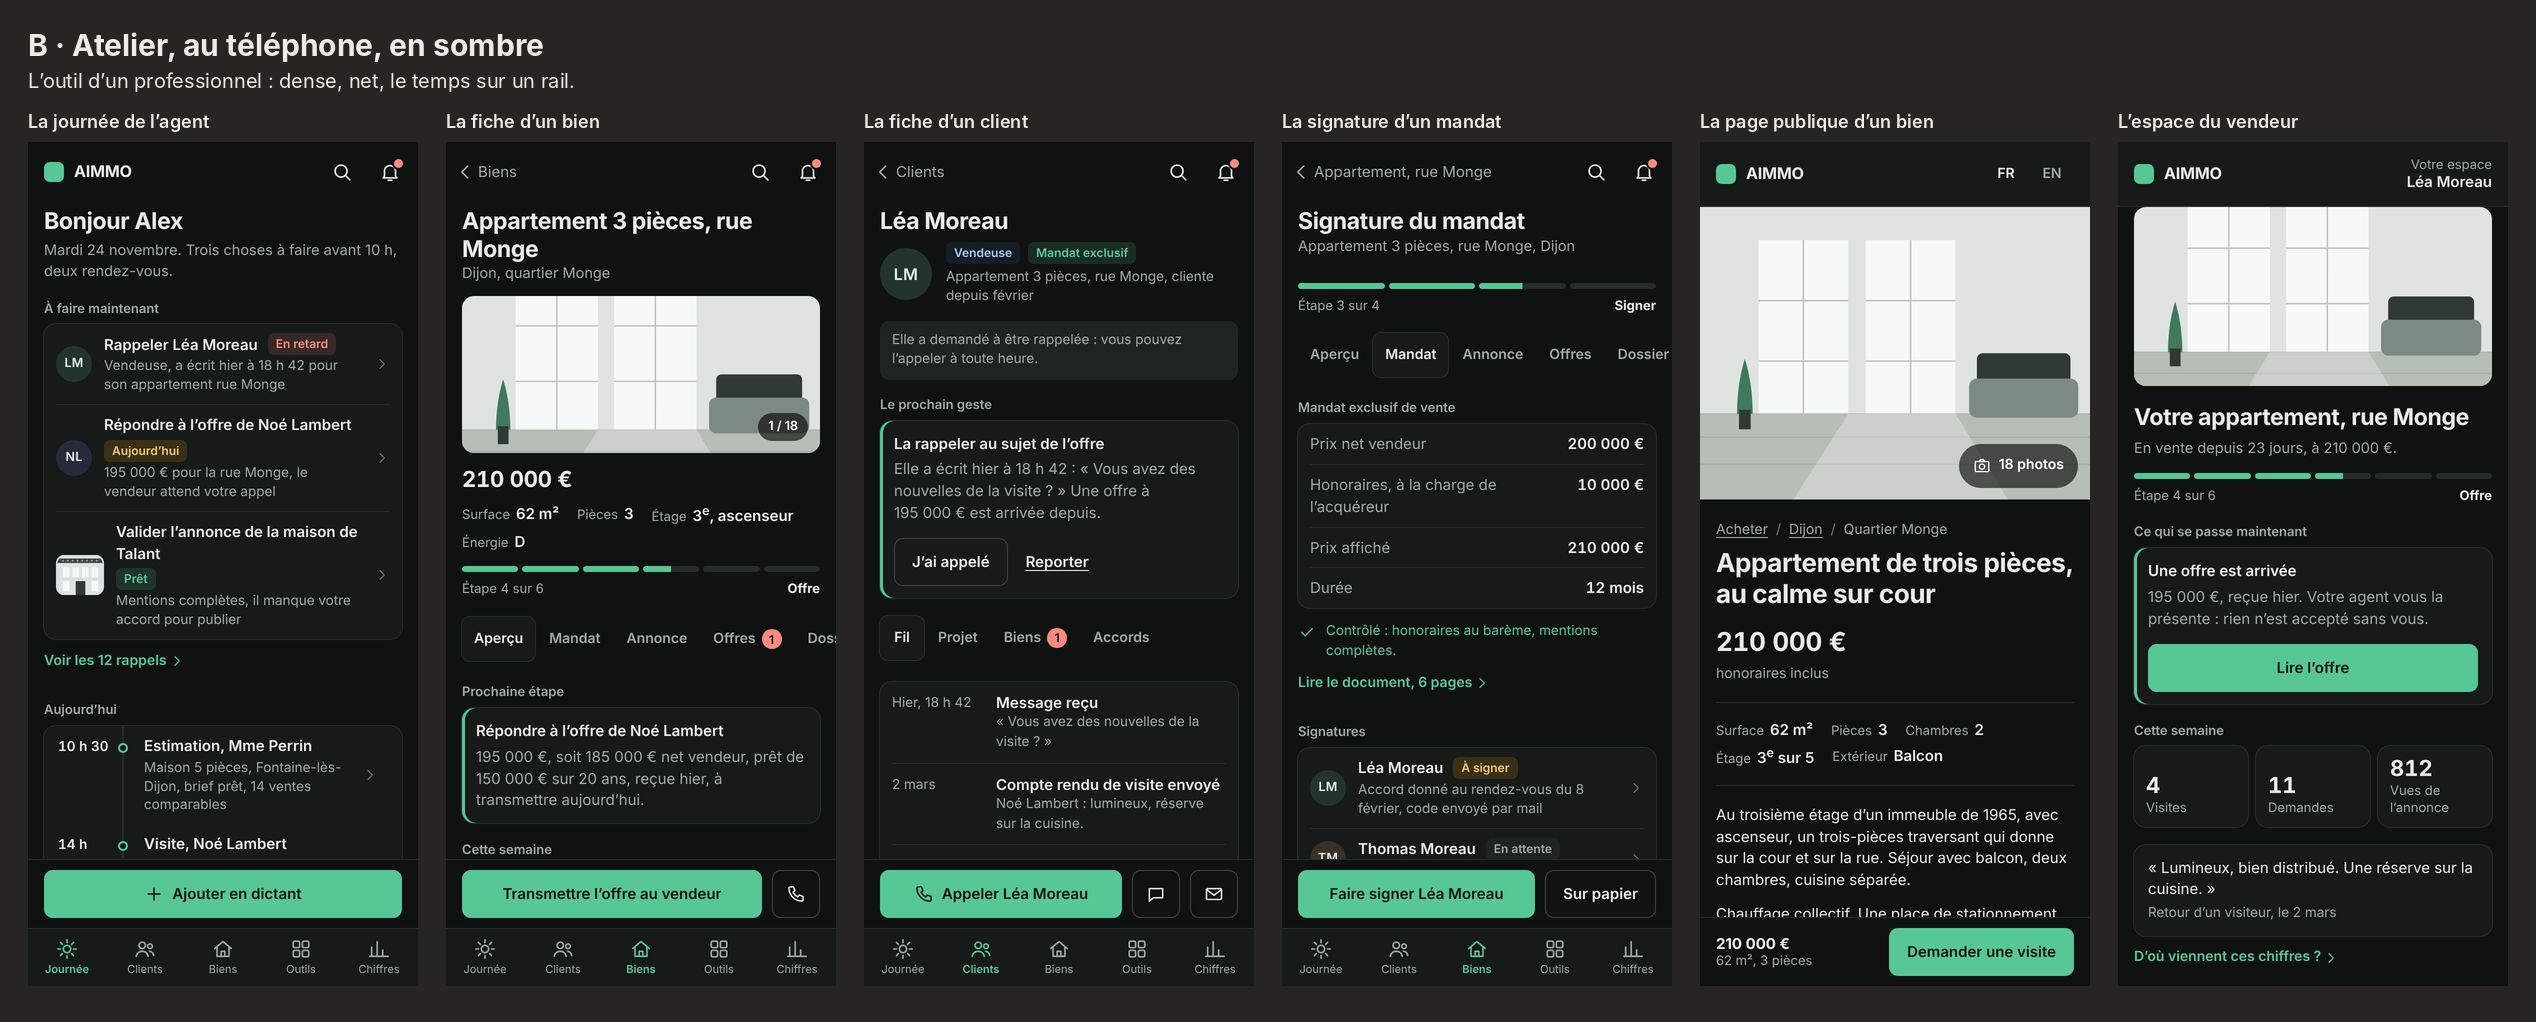 B · Atelier, au téléphone, en sombre
L’outil d’un professionnel : dense, net, le temps sur un rail.
La journée de l’agent
AIMMO
Bonjour Alex
Mardi 24 novembre. Trois choses à faire avant 10 h,
deux rendez-vous.
À faire maintenant
LM
Rappeler Léa Moreau
En retard
Vendeuse, a écrit hier à 18 h 42 pour
son appartement rue Monge
NL
Répondre à l’offre de Noé Lambert
Aujourd’hui
195 000 € pour la rue Monge, le
vendeur attend votre appel
Valider l’annonce de la maison de
Talant
Prêt
Mentions complètes, il manque votre
accord pour publier
Voir les 12 rappels
Aujourd’hui
10 h 30
Estimation, Mme Perrin
Maison 5 pièces, Fontaine-lès-
Dijon, brief prêt, 14 ventes
comparables
14 h
Visite, Noé Lambert
Ajouter en dictant
Journée
Clients
Biens
Outils
Chiffres
La fiche d’un bien
Biens
Appartement 3 pièces, rue
Monge
Dijon, quartier Monge
1 / 18
210 000 €
Surface 62 m²
Pièces 3
Étage 3e, ascenseur
Énergie D
Étape 4 sur 6
Offre
Aperçu
Mandat
Annonce
Offres 1
Dos
Prochaine étape
Répondre à l’offre de Noé Lambert
195 000 €, soit 185 000 € net vendeur, prêt de
150 000 € sur 20 ans, reçue hier, à
transmettre aujourd’hui.
Cette semaine
Transmettre l’offre au vendeur
Journée
Clients
Biens
Outils
Chiffres
La fiche d’un client
Clients
Léa Moreau
LM
Vendeuse
Mandat exclusif
Appartement 3 pièces, rue Monge, cliente
depuis février
Elle a demandé à être rappelée : vous pouvez
l’appeler à toute heure.
Le prochain geste
La rappeler au sujet de l’offre
Elle a écrit hier à 18 h 42 : « Vous avez des
nouvelles de la visite ? » Une offre à
195 000 € est arrivée depuis.
J’ai appelé
Reporter
Fil
Projet
Biens 1
Accords
Hier, 18 h 42
Message reçu
« Vous avez des nouvelles de la
visite ? »
2 mars
Compte rendu de visite envoyé
Noé Lambert : lumineux, réserve
sur la cuisine.
Appeler Léa Moreau
Journée
Clients
Biens
Outils
Chiffres
La signature d’un mandat
Appartement, rue Monge
Signature du mandat
Appartement 3 pièces, rue Monge, Dijon
Étape 3 sur 4
Signer
Aperçu
Mandat
Annonce
Offres
Dossier
Mandat exclusif de vente
Prix net vendeur
200 000 €
Honoraires, à la charge de
l’acquéreur
10 000 €
Prix affiché
210 000 €
Durée
12 mois
Contrôlé : honoraires au barème, mentions
complètes.
Lire le document, 6 pages
Signatures
LM
Léa Moreau
À signer
Accord donné au rendez-vous du 8
février, code envoyé par mail
TM
Thomas Moreau
En attente
Faire signer Léa Moreau
Sur papier
Journée
Clients
Biens
Outils
Chiffres
La page publique d’un bien
AIMMO
FR
EN
18 photos
Acheter / Dijon / Quartier Monge
Appartement de trois pièces,
au calme sur cour
210 000 €
honoraires inclus
Surface 62 m²
Pièces 3
Chambres 2
Étage 3e sur 5
Extérieur Balcon
Au troisième étage d’un immeuble de 1965, avec
ascenseur, un trois-pièces traversant qui donne
sur la cour et sur la rue. Séjour avec balcon, deux
chambres, cuisine séparée.
Chauffage collectif. Une place de stationnement
210 000 €
62 m², 3 pièces
Demander une visite
L’espace du vendeur
AIMMO
Votre espace
Léa Moreau
Votre appartement, rue Monge
En vente depuis 23 jours, à 210 000 €.
Étape 4 sur 6
Offre
Ce qui se passe maintenant
Une offre est arrivée
195 000 €, reçue hier. Votre agent vous la
présente : rien n’est accepté sans vous.
Lire l’offre
Cette semaine
4
Visites
11
Demandes
812
Vues de
l’annonce
« Lumineux, bien distribué. Une réserve sur la
cuisine. »
Retour d’un visiteur, le 2 mars
D’où viennent ces chiffres ?